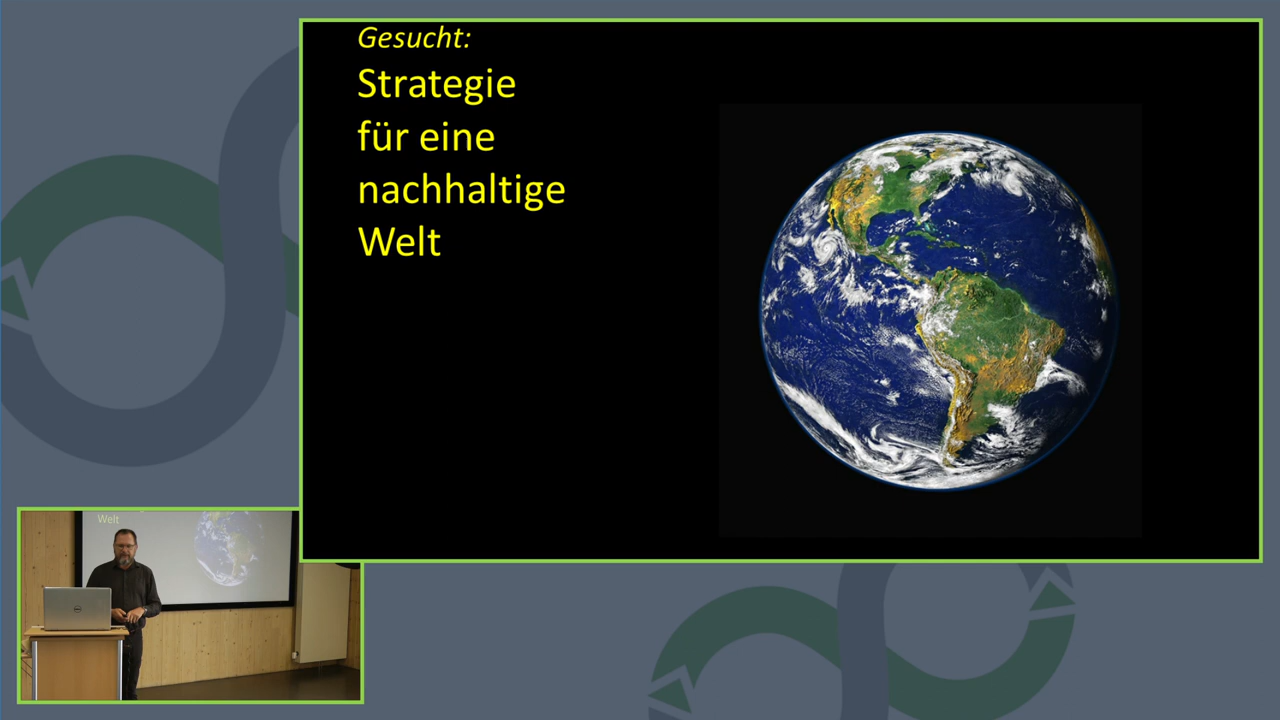 Gesucht:
Strategie
für eine
nachhaltige
Welt
Welt